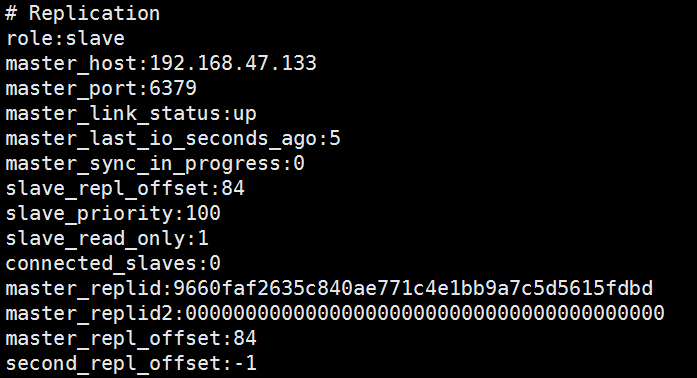 # Replication
role:slave
master_host:192.168.47.133
master_port:6379
master_link_status:up
master_last_io_seconds_ago:5
master_sync_in_progress:0
slave_repl_offset:84
slave_priority:100
slave_read_only:1
connected_slaves:0
master_replid:9660faf2635c840ae771c4e1bb9a7c5d5615fdbd
master_replid2:0000000000000000000000000000000000000000
master_repl_offset:84
second_repl_offset:-1